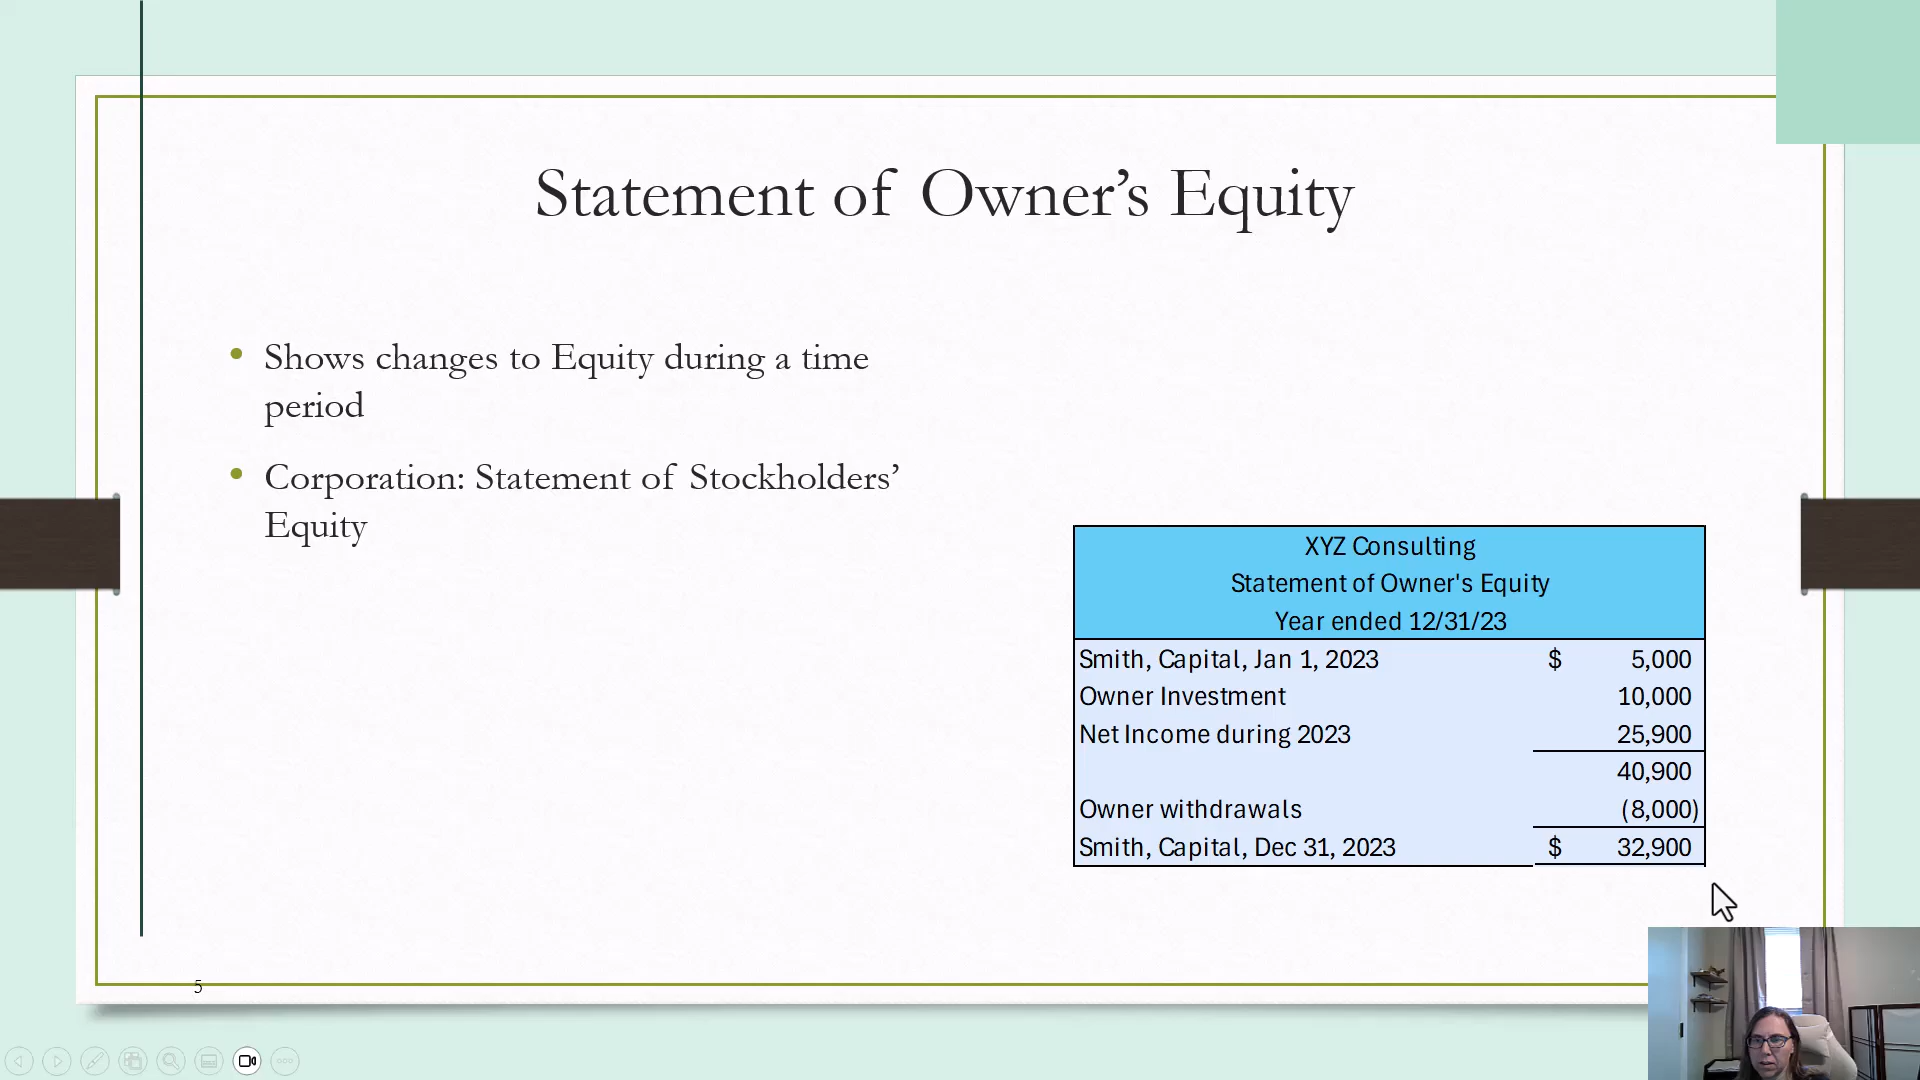 Statement of Owner’s Equity
• Shows changes to Equity during a time
period
• Corporation: Statement of Stockholders’
Equity
XYZ Consulting
Statement of Owner's Equity
Year ended 12/31/23
Smith, Capital, Jan 1, 2023 $ 5,000
Owner Investment 10,000
Net Income during 2023 25,900
40,900
Owner withdrawals (8,000)
Smith, Capital, Dec 31, 2023 $ 32,900
5